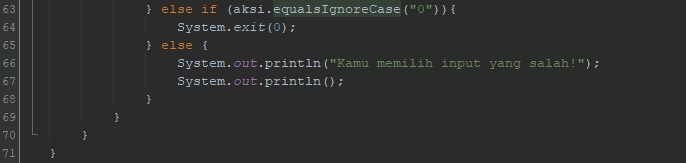 63 } else if (aksi.equalsIgnoreCase("0")){
64 System.exit(0);
65 } else {
66 System.out.println("Kamu memilih input yang salah!");
67 System.out.println();
68 }
69 }
70 }
71 }